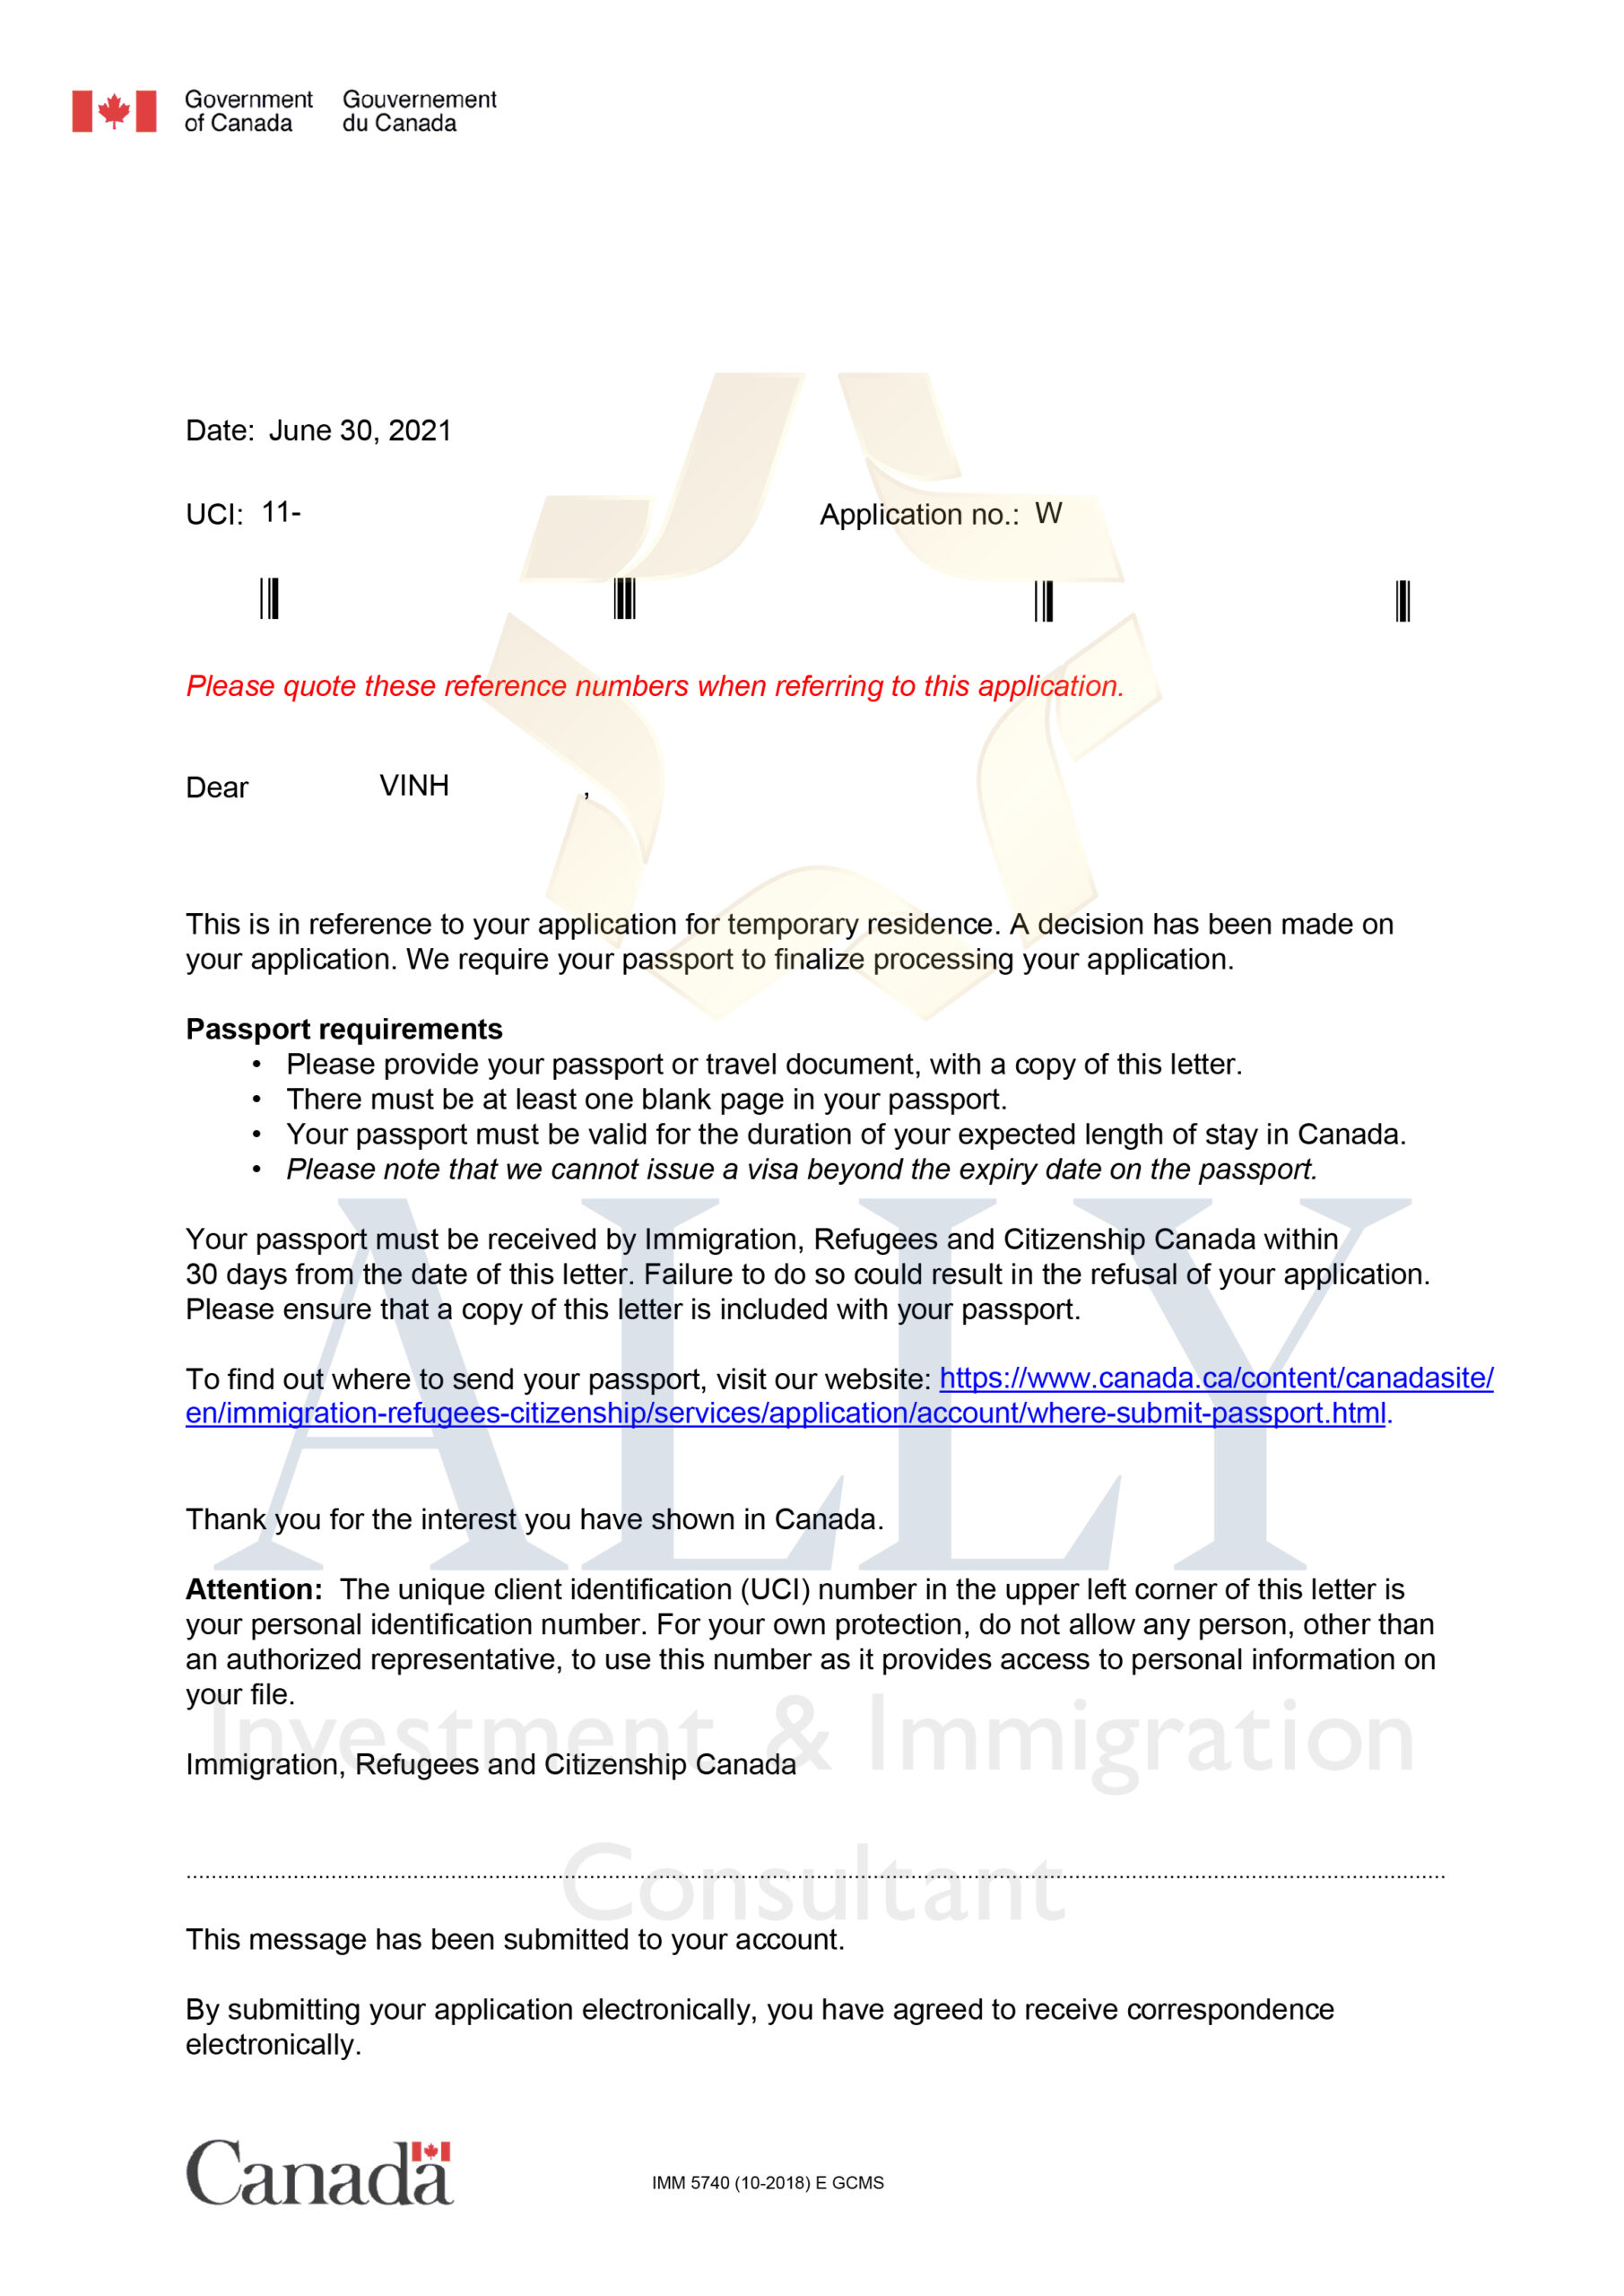 Government Gouvernement
of Canada du Canada
Date: June 30, 2021
UCI: 11- Application no.: W
Please quote these reference numbers when referring to this application.
Dear VINH ,
This is in reference to your application for temporary residence. A decision has been made on
your application. We require your passport to finalize processing your application.
Passport requirements
• Please provide your passport or travel document, with a copy of this letter.
• There must be at least one blank page in your passport.
• Your passport must be valid for the duration of your expected length of stay in Canada.
• Please note that we cannot issue a visa beyond the expiry date on the passport.
ALLY
Your passport must be received by Immigration, Refugees and Citizenship Canada within
30 days from the date of this letter. Failure to do so could result in the refusal of your application.
Please ensure that a copy of this letter is included with your passport.
To find out where to send your passport, visit our website: https://www.canada.ca/content/canadasite/
en/immigration-refugees-citizenship/services/application/account/where-submit-passport.html.
Thank you for the interest you have shown in Canada.
Attention: The unique client identification (UCI) number in the upper left corner of this letter is
your personal identification number. For your own protection, do not allow any person, other than
an authorized representative, to use this number as it provides access to personal information on
your file.
Investment & Immigration
Immigration, Refugees and Citizenship Canada
Consultant
This message has been submitted to your account.
By submitting your application electronically, you have agreed to receive correspondence
electronically.
Canada
IMM 5740 (10-2018) E GCMS